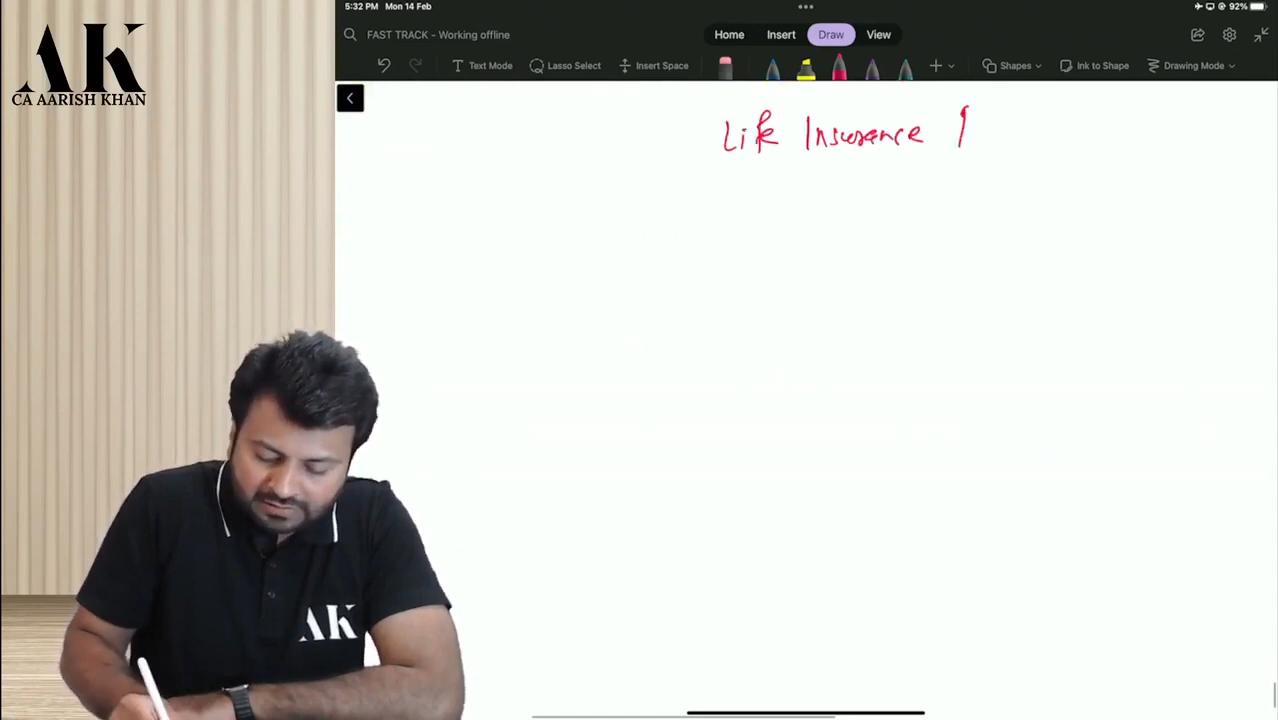 5:32 PM Mon 14 Feb
92%
AK
CA AARISH KHAN
FAST TRACK - Working offline
Home Insert Draw View
Text Mode Lasso Select Insert Space Shapes Ink to Shape Drawing Mode
Life Insurance
AK